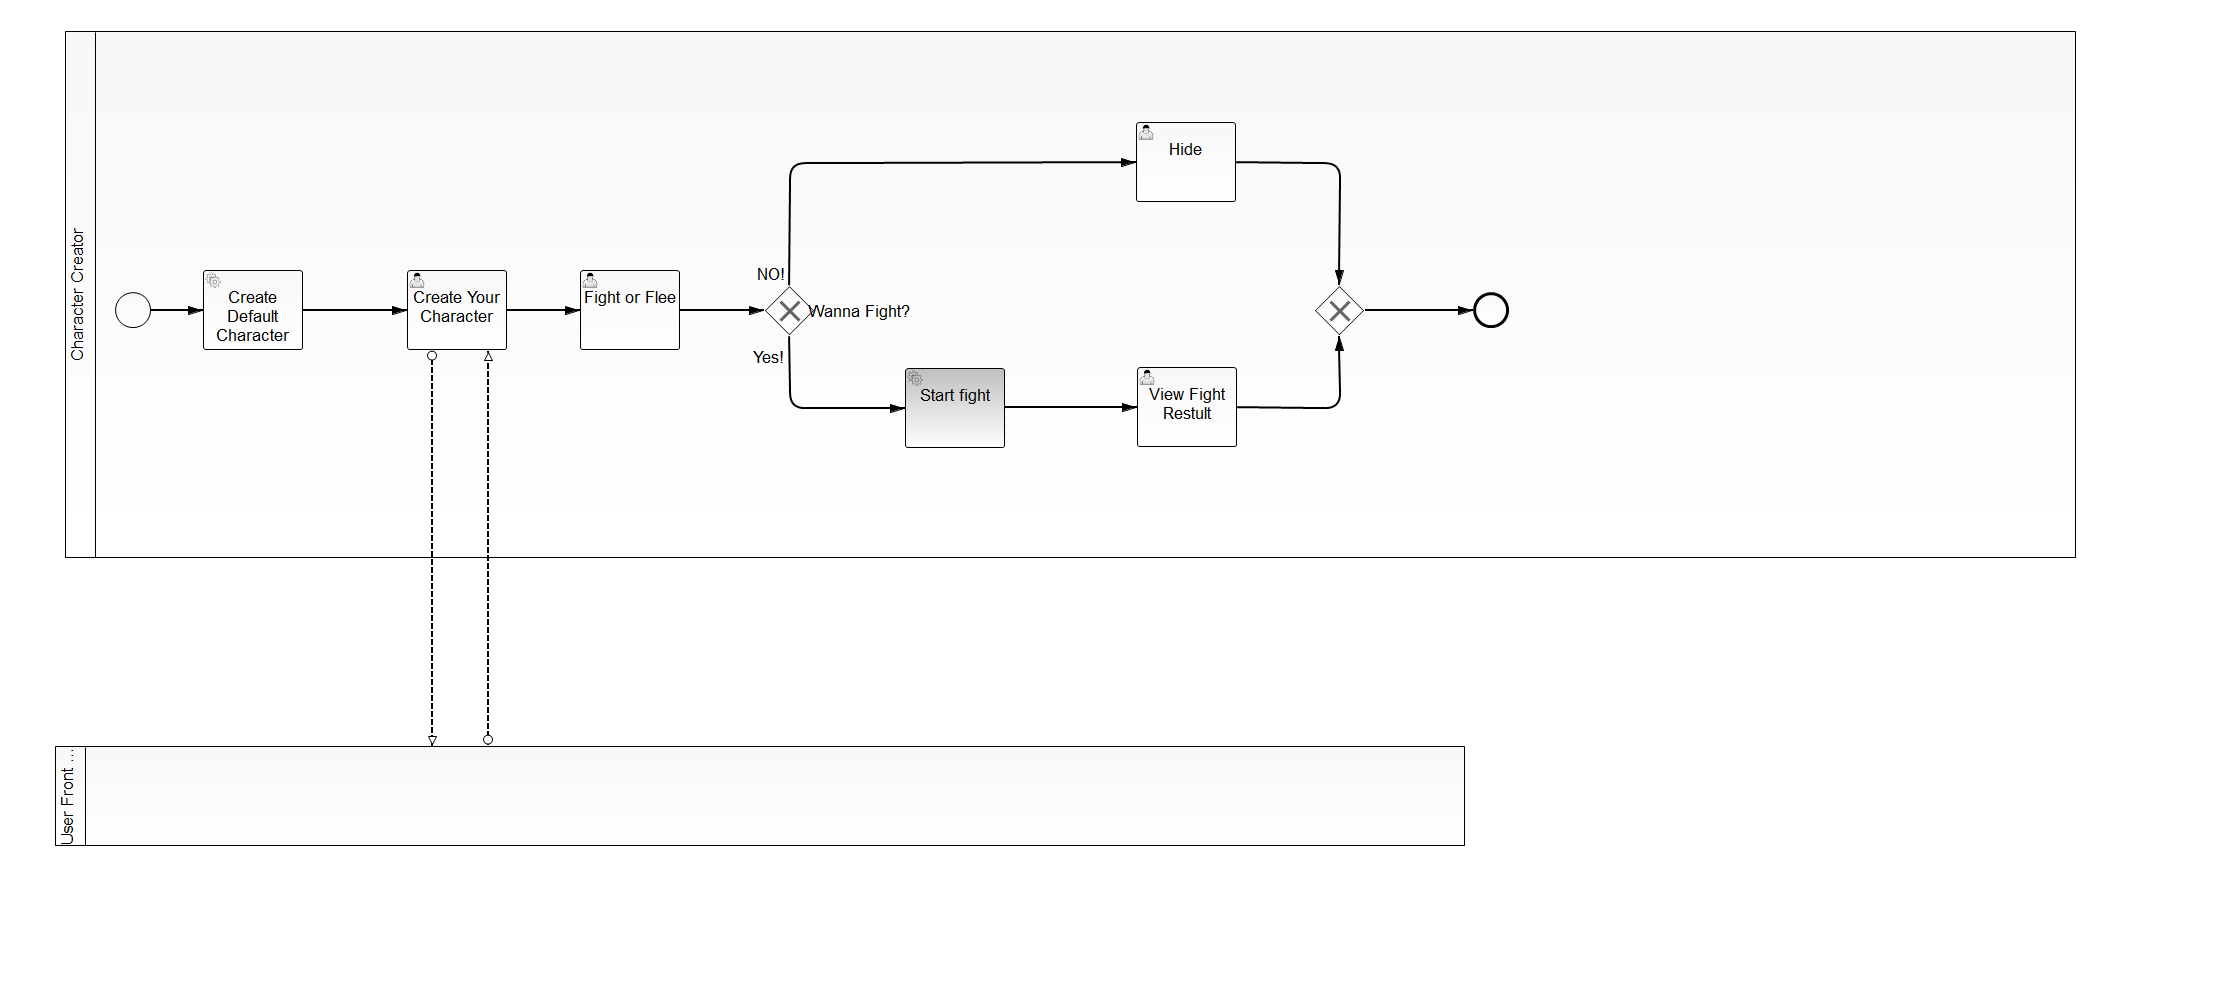 Character Creator
Create
Default
Character
Create Your
Character
Fight or Flee
NO!
Wanna Fight?
Yes!
Hide
Start fight
View Fight
Restult
User Front ...